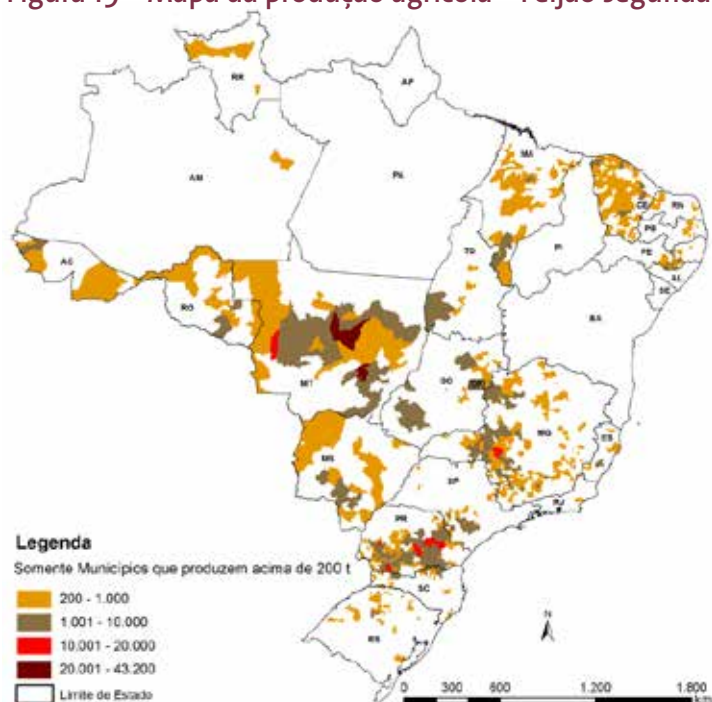 Figura 19 - Mapa da produção agrícola - Feijão segunda
RR
AP
AM
PA
MA
CE
RN
PB
PE
AL
SE
PI
TO
AC
RO
BA
MT
GO
DF
MG
ES
MS
SP
RJ
PR
SC
RS
Legenda
Somente Municípios que produzem acima de 200 t
200 - 1.000
1.001 - 10.000
10.001 - 20.000
20.001 - 43.200
Limite de Estado
N
0 300 600 1.200 1.800